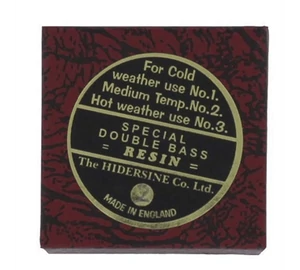 For Cold
weather use No.1.
Medium Temp.No.2.
Hot weather use No.3.
SPECIAL
DOUBLE BASS
= RESIN =
The HIDERSINE Co. Ltd.
2
MADE IN ENGLAND